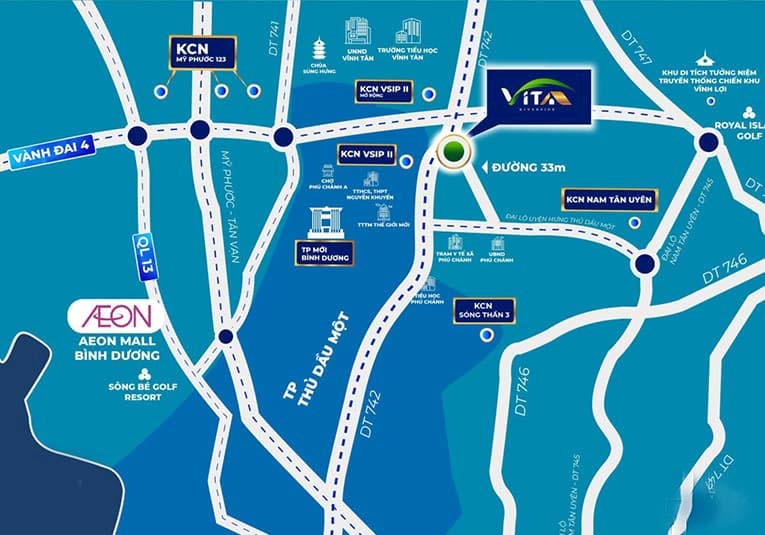 DT 741
UNND
VĨNH TÂN
TRƯỜNG TIỂU HỌC
VĨNH TÂN
DT 742
DT 747
KCN
MỸ PHƯỚC 123
CHÙA
SÙNG HƯNG
KHU DI TÍCH TƯỞNG NIỆM
TRUYỀN THỐNG CHIẾN KHU
VĨNH LỢI
KCN VSIP II
MỞ RỘNG
VITA
RIVERSIDE
ROYAL ISLA
GOLF
VÀNH ĐAI 4
KCN VSIP II
ĐƯỜNG 33m
CHỢ
PHÚ CHÁNH A
TTHCS, THPT
NGUYỄN KHUYẾN
KCN NAM TÂN UYÊN
MỸ PHƯỚC - TÂN VẠN
TTTM THẾ GIỚI MỚI
ĐẠI LỘ UYÊN HƯNG THỦ DẦU MỘT
ĐẠI LỘ
NAM TÂN UYÊN - DT 745
QL 13
TP MỚI
BÌNH DƯƠNG
TRẠM Y TẾ XÃ
PHÚ CHÁNH
UBND
PHÚ CHÁNH
DT 746
TIỂU HỌC
PHÚ CHÁNH
KCN
SÓNG THẦN 3
AEON
AEON MALL
BÌNH DƯƠNG
TP
THỦ DẦU MỘT
SÔNG BÉ GOLF
RESORT
DT 746
DT 742
NAM TÂN UYÊN - DT 745
DT 746